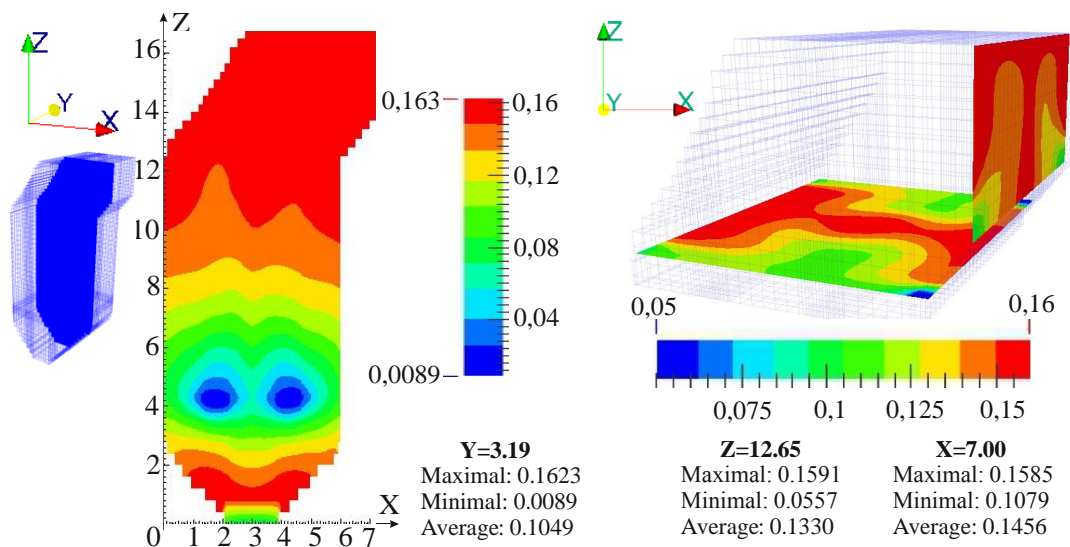 Z
Y
X
Z
16
14
12
10
8
6
4
2
0
1 2 3 4 5 6 7
X
0,163
0,0089
0,16
0,12
0,08
0,04
Z
Y
X
0,05
0,16
0,075 0,1 0,125 0,15
Y=3.19
Maximal: 0.1623
Minimal: 0.0089
Average: 0.1049
Z=12.65
Maximal: 0.1591
Minimal: 0.0557
Average: 0.1330
X=7.00
Maximal: 0.1585
Minimal: 0.1079
Average: 0.1456